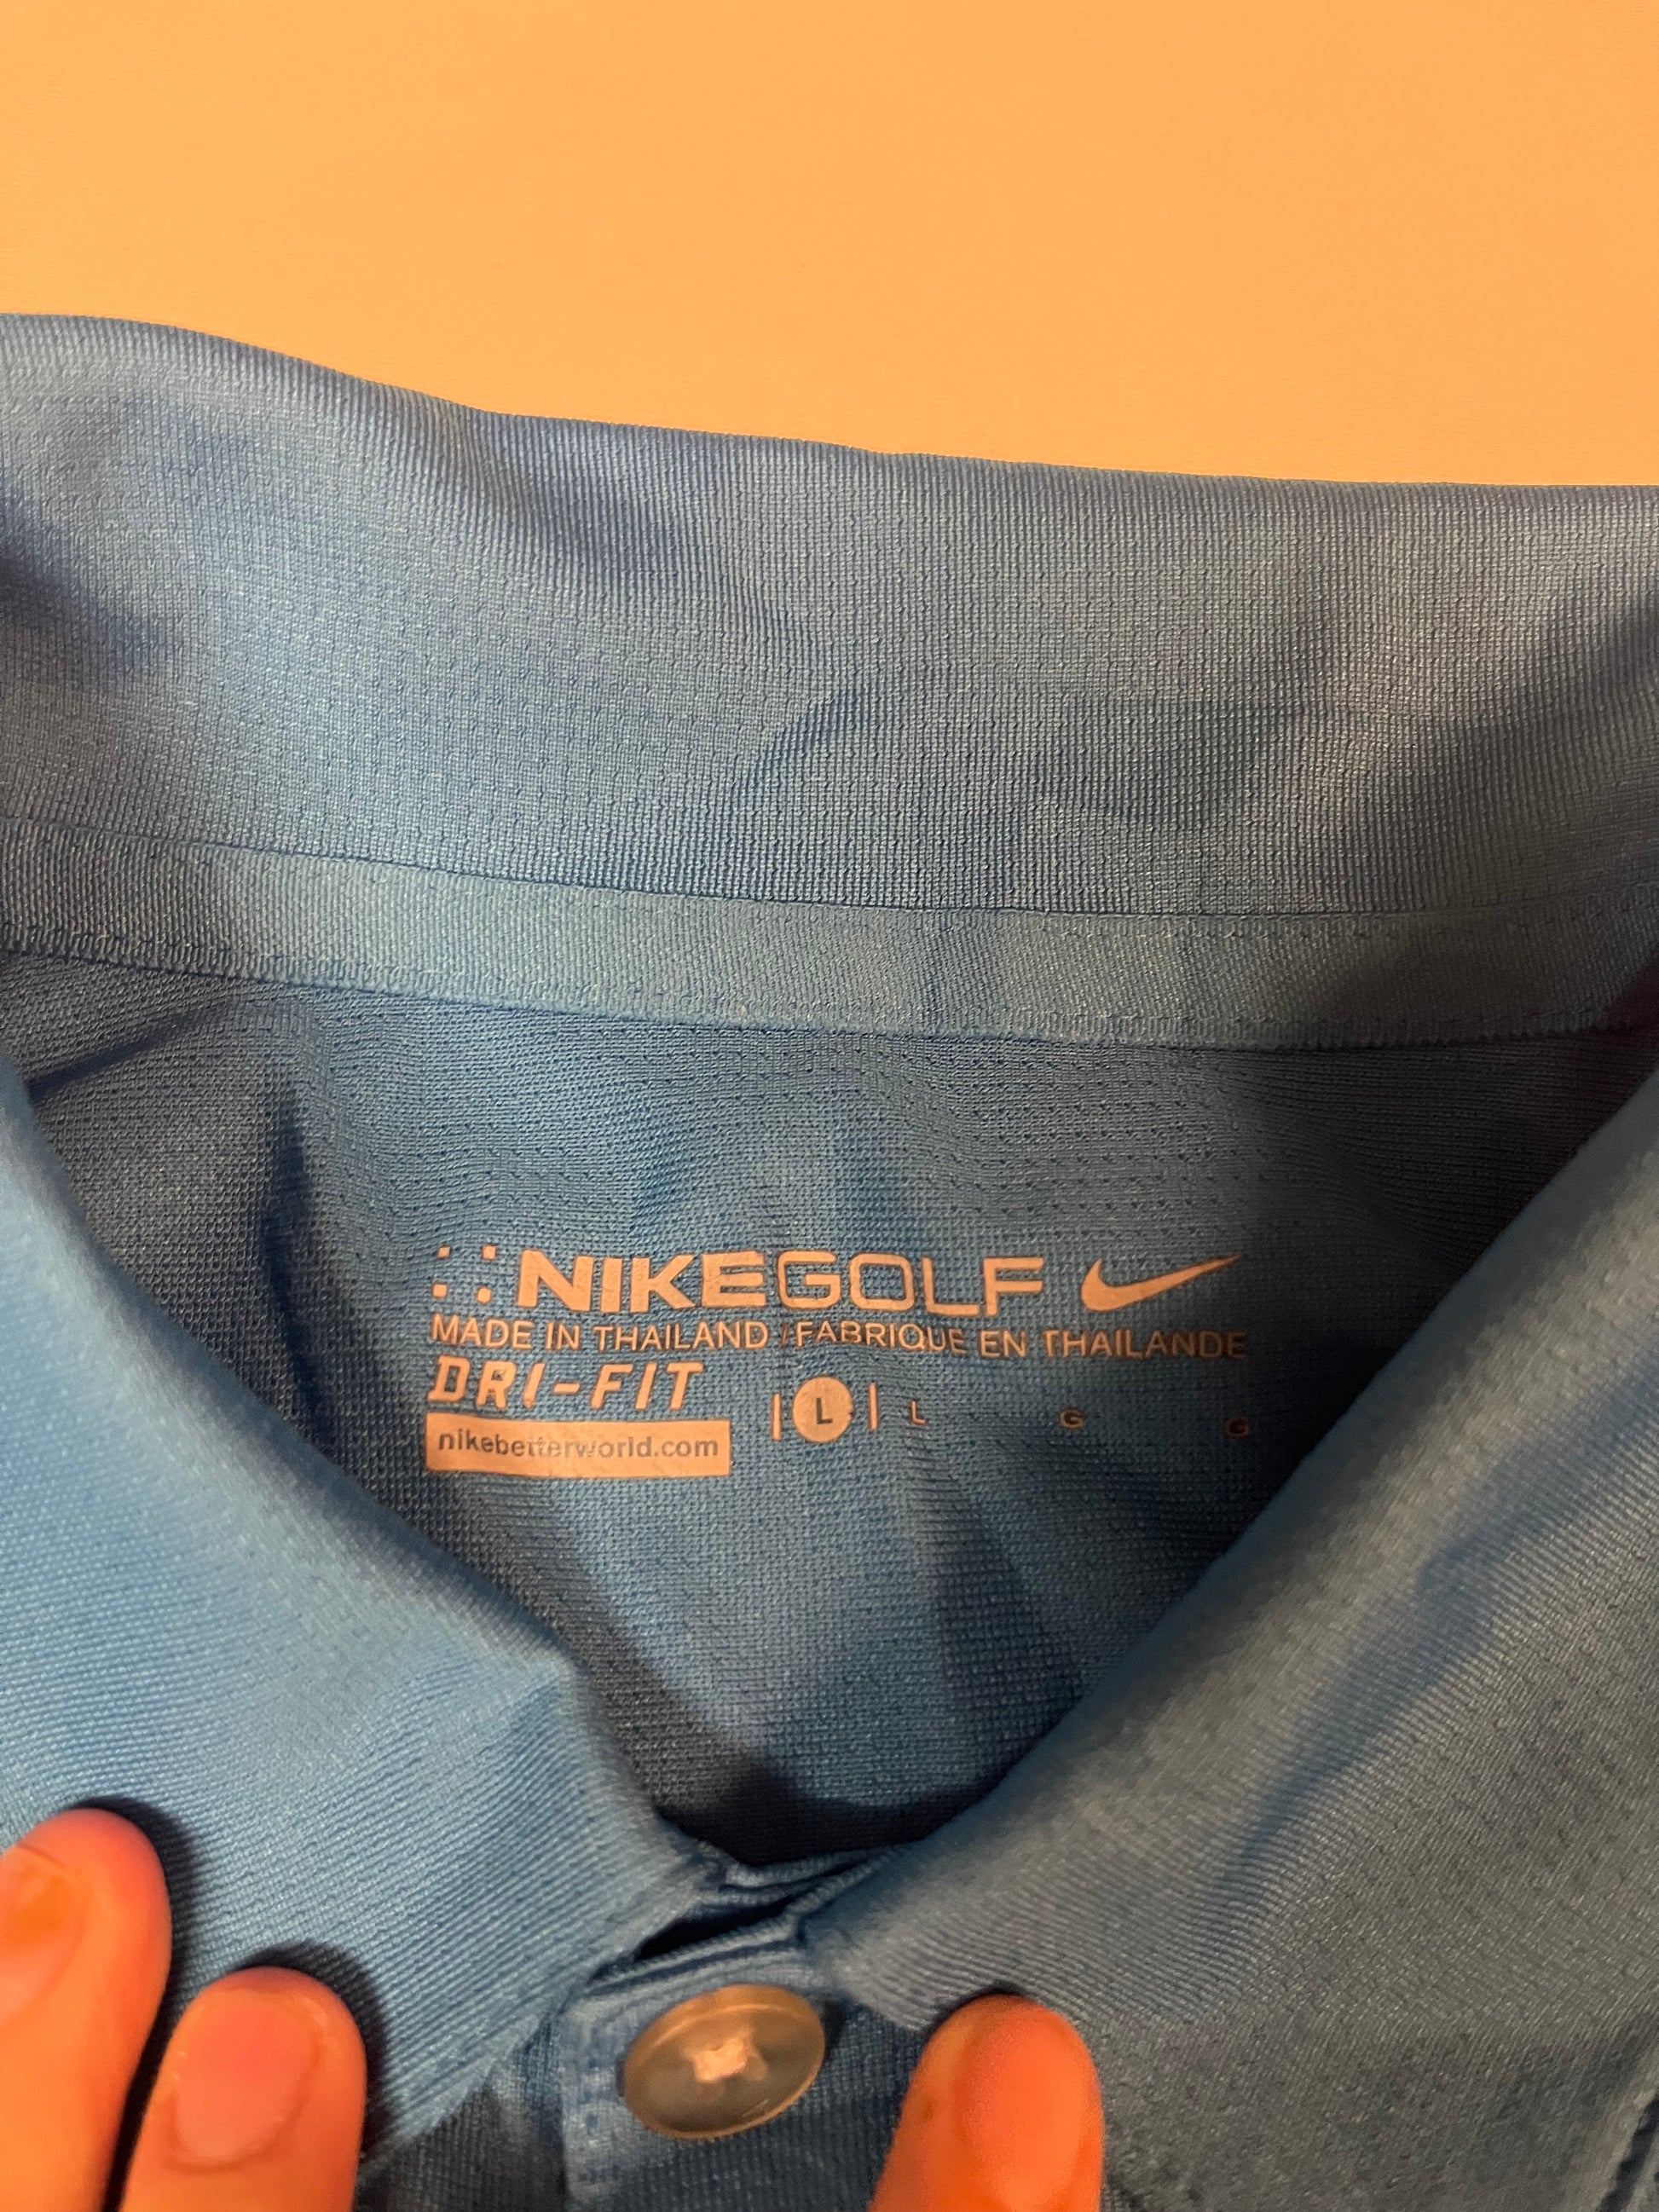 NIKEGOLF
MADE IN THAILAND / FABRIQUE EN THAILANDE
DRI-FIT
nikebetterworld.com
| L | L G G